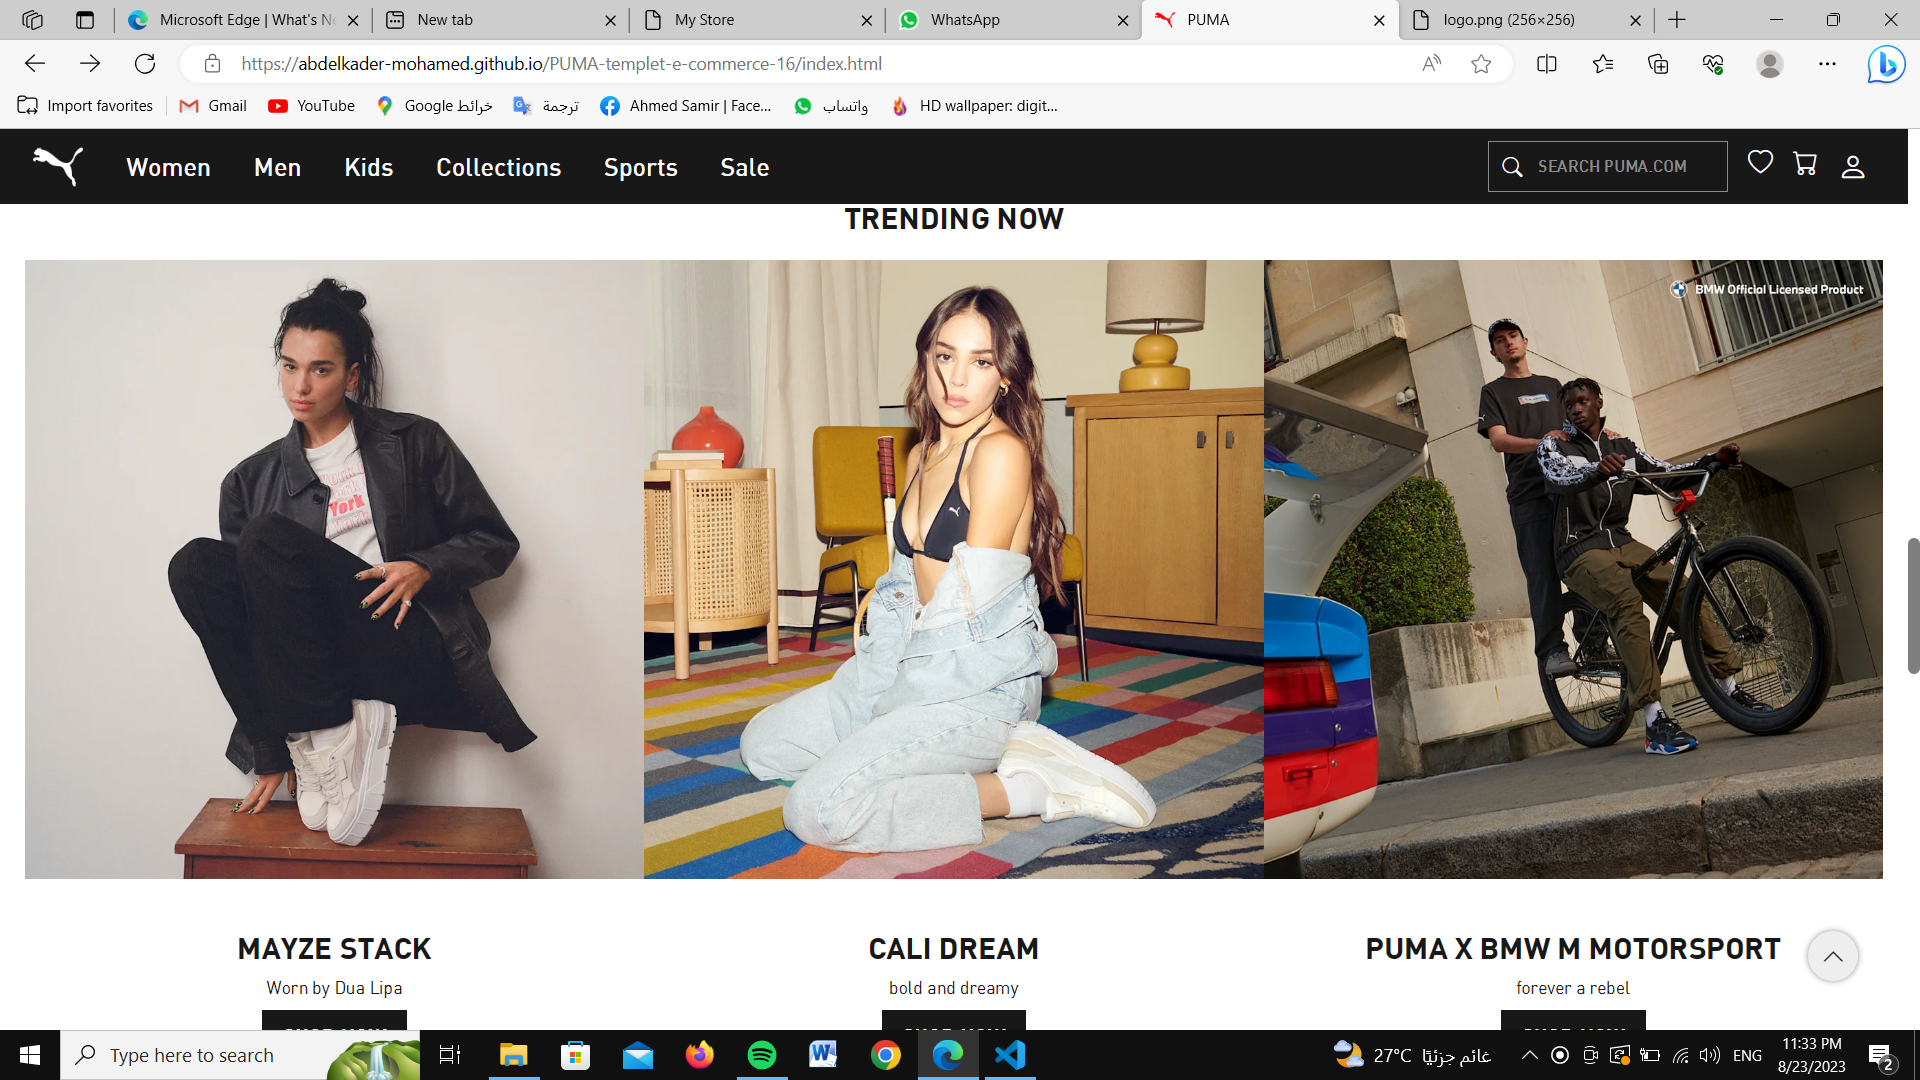 Microsoft Edge | What's Ne
New tab
My Store
WhatsApp
PUMA
logo.png (256×256)
https://abdelkader-mohamed.github.io/PUMA-templet-e-commerce-16/index.html
Import favorites
Gmail
YouTube
خرائط Google
ترجمة
Ahmed Samir | Face...
واتساب
HD wallpaper: digit...
Women
Men
Kids
Collections
Sports
Sale
SEARCH PUMA.COM
TRENDING NOW
York
BMW Official Licensed Product
MAYZE STACK
Worn by Dua Lipa
CALI DREAM
bold and dreamy
PUMA X BMW M MOTORSPORT
forever a rebel
Type here to search
27°C غائم جزئيًا
ENG
11:33 PM
8/23/2023
2